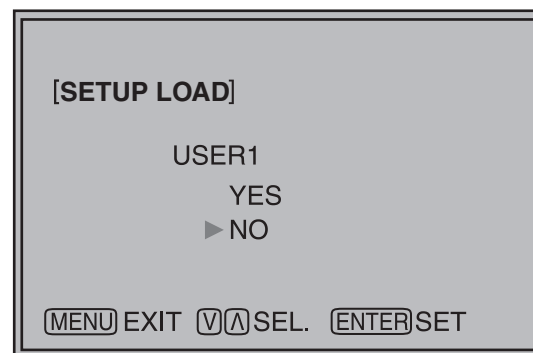 [SETUP LOAD]
USER1
YES
▶ NO
MENU EXIT V Λ SEL. ENTER SET